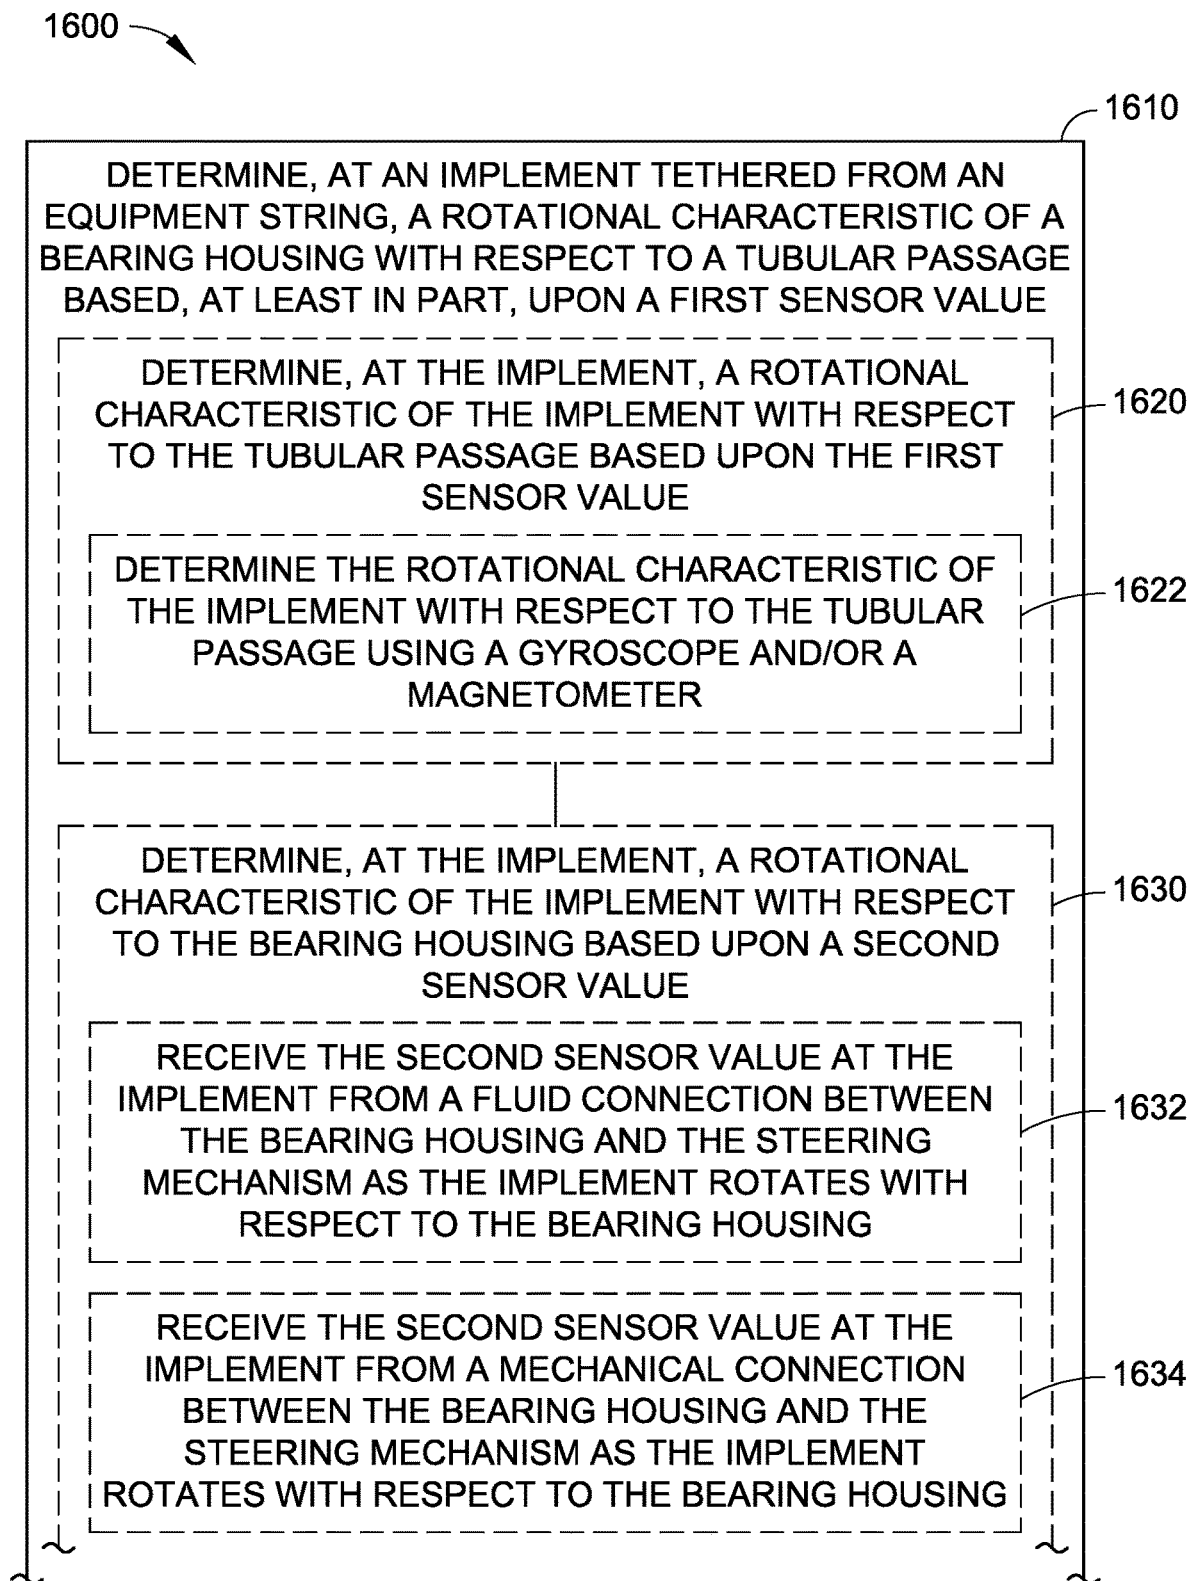 1600
1610
DETERMINE, AT AN IMPLEMENT TETHERED FROM AN
EQUIPMENT STRING, A ROTATIONAL CHARACTERISTIC OF A
BEARING HOUSING WITH RESPECT TO A TUBULAR PASSAGE
BASED, AT LEAST IN PART, UPON A FIRST SENSOR VALUE
DETERMINE, AT THE IMPLEMENT, A ROTATIONAL
CHARACTERISTIC OF THE IMPLEMENT WITH RESPECT
TO THE TUBULAR PASSAGE BASED UPON THE FIRST
SENSOR VALUE
1620
DETERMINE THE ROTATIONAL CHARACTERISTIC OF
THE IMPLEMENT WITH RESPECT TO THE TUBULAR
PASSAGE USING A GYROSCOPE AND/OR A
MAGNETOMETER
1622
DETERMINE, AT THE IMPLEMENT, A ROTATIONAL
CHARACTERISTIC OF THE IMPLEMENT WITH RESPECT
TO THE BEARING HOUSING BASED UPON A SECOND
SENSOR VALUE
1630
RECEIVE THE SECOND SENSOR VALUE AT THE
IMPLEMENT FROM A FLUID CONNECTION BETWEEN
THE BEARING HOUSING AND THE STEERING
MECHANISM AS THE IMPLEMENT ROTATES WITH
RESPECT TO THE BEARING HOUSING
1632
RECEIVE THE SECOND SENSOR VALUE AT THE
IMPLEMENT FROM A MECHANICAL CONNECTION
BETWEEN THE BEARING HOUSING AND THE
STEERING MECHANISM AS THE IMPLEMENT
ROTATES WITH RESPECT TO THE BEARING HOUSING
1634